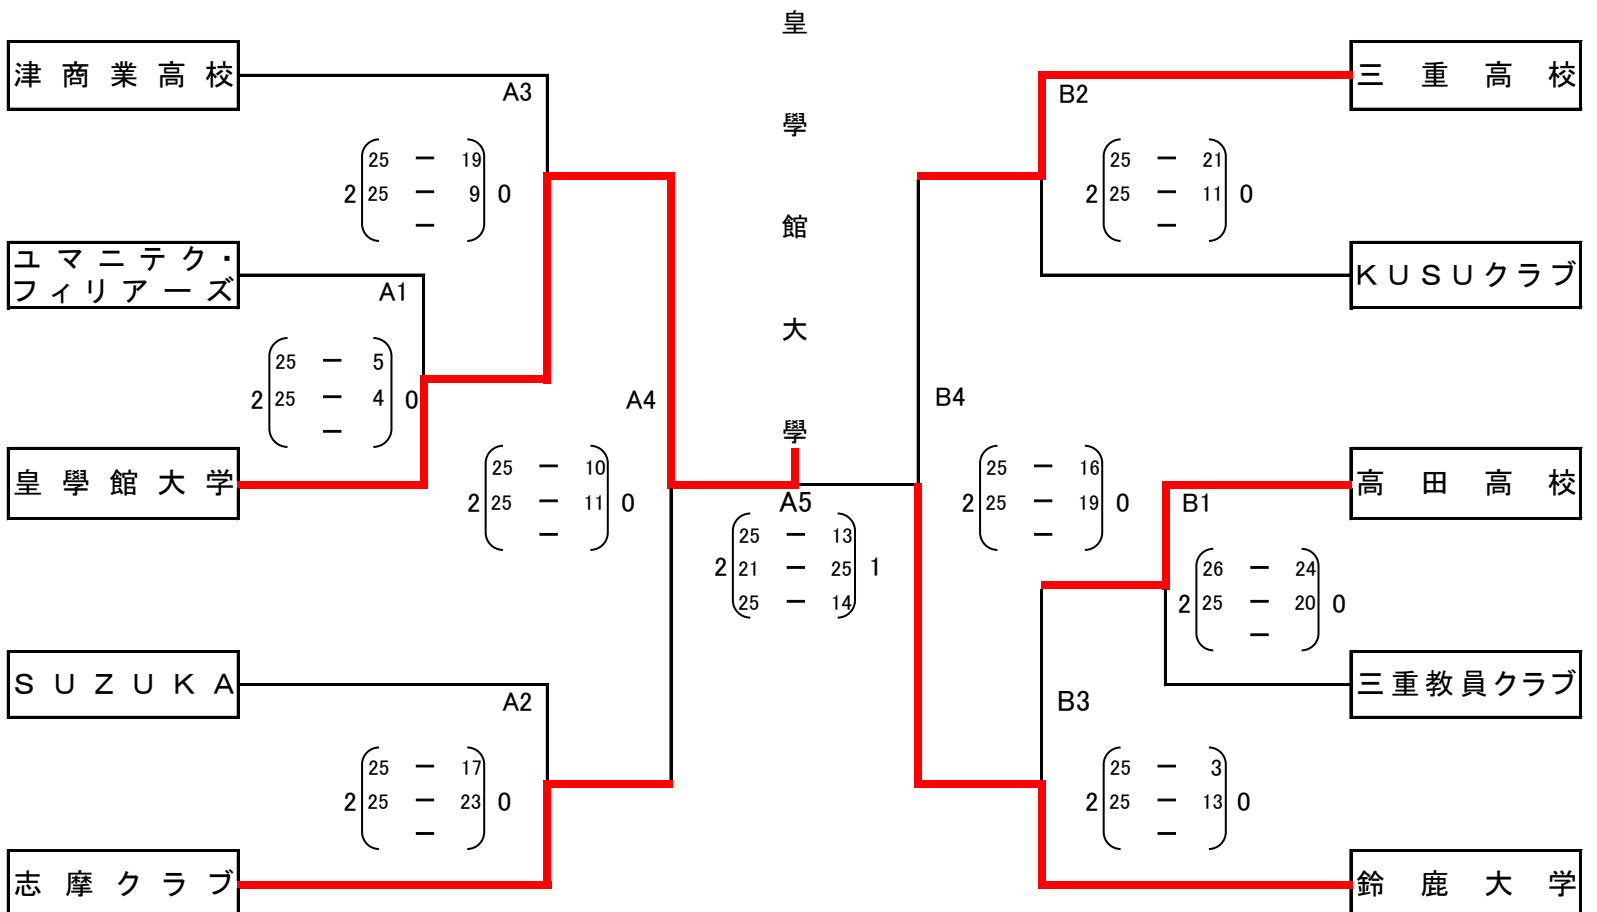 皇學館大學
津商業高校
A3
25 ー 19
2 25 ー 9 0
ー
ユマニテク・
フィリアーズ
A1
25 ー 5
2 25 ー 4 0
ー
皇學館大学
A4
25 ー 10
2 25 ー 11 0
ー
SUZUKA
A2
25 ー 17
2 25 ー 23 0
ー
志摩クラブ
A5
25 ー 13
2 21 ー 25 1
25 ー 14
三重高校
B2
25 ー 21
2 25 ー 11 0
ー
KUSUクラブ
B4
25 ー 16
2 25 ー 19 0
ー
高田高校
B1
26 ー 24
2 25 ー 20 0
ー
三重教員クラブ
B3
25 ー 3
2 25 ー 13 0
ー
鈴鹿大学